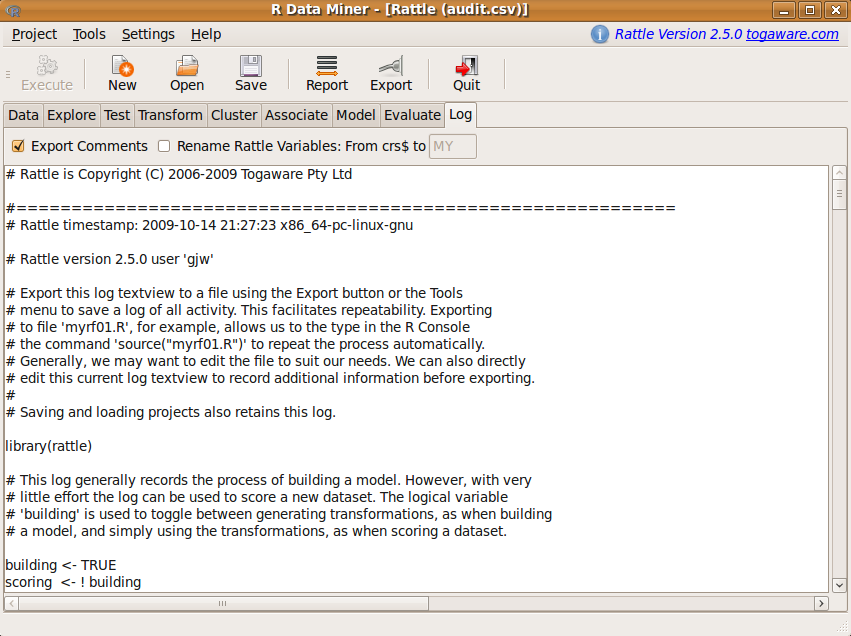 R Data Miner - [Rattle (audit.csv)]
Project Tools Settings Help Rattle Version 2.5.0 togaware.com
Execute New Open Save Report Export Quit
Data Explore Test Transform Cluster Associate Model Evaluate Log
Export Comments Rename Rattle Variables: From crs$ to MY
# Rattle is Copyright (C) 2006-2009 Togaware Pty Ltd
#============================================================
# Rattle timestamp: 2009-10-14 21:27:23 x86_64-pc-linux-gnu
# Rattle version 2.5.0 user 'gjw'
# Export this log textview to a file using the Export button or the Tools
# menu to save a log of all activity. This facilitates repeatability. Exporting
# to file 'myrf01.R', for example, allows us to the type in the R Console
# the command 'source("myrf01.R")' to repeat the process automatically.
# Generally, we may want to edit the file to suit our needs. We can also directly
# edit this current log textview to record additional information before exporting.
#
# Saving and loading projects also retains this log.
library(rattle)
# This log generally records the process of building a model. However, with very
# little effort the log can be used to score a new dataset. The logical variable
# 'building' is used to toggle between generating transformations, as when building
# a model, and simply using the transformations, as when scoring a dataset.
building <- TRUE
scoring  <- ! building